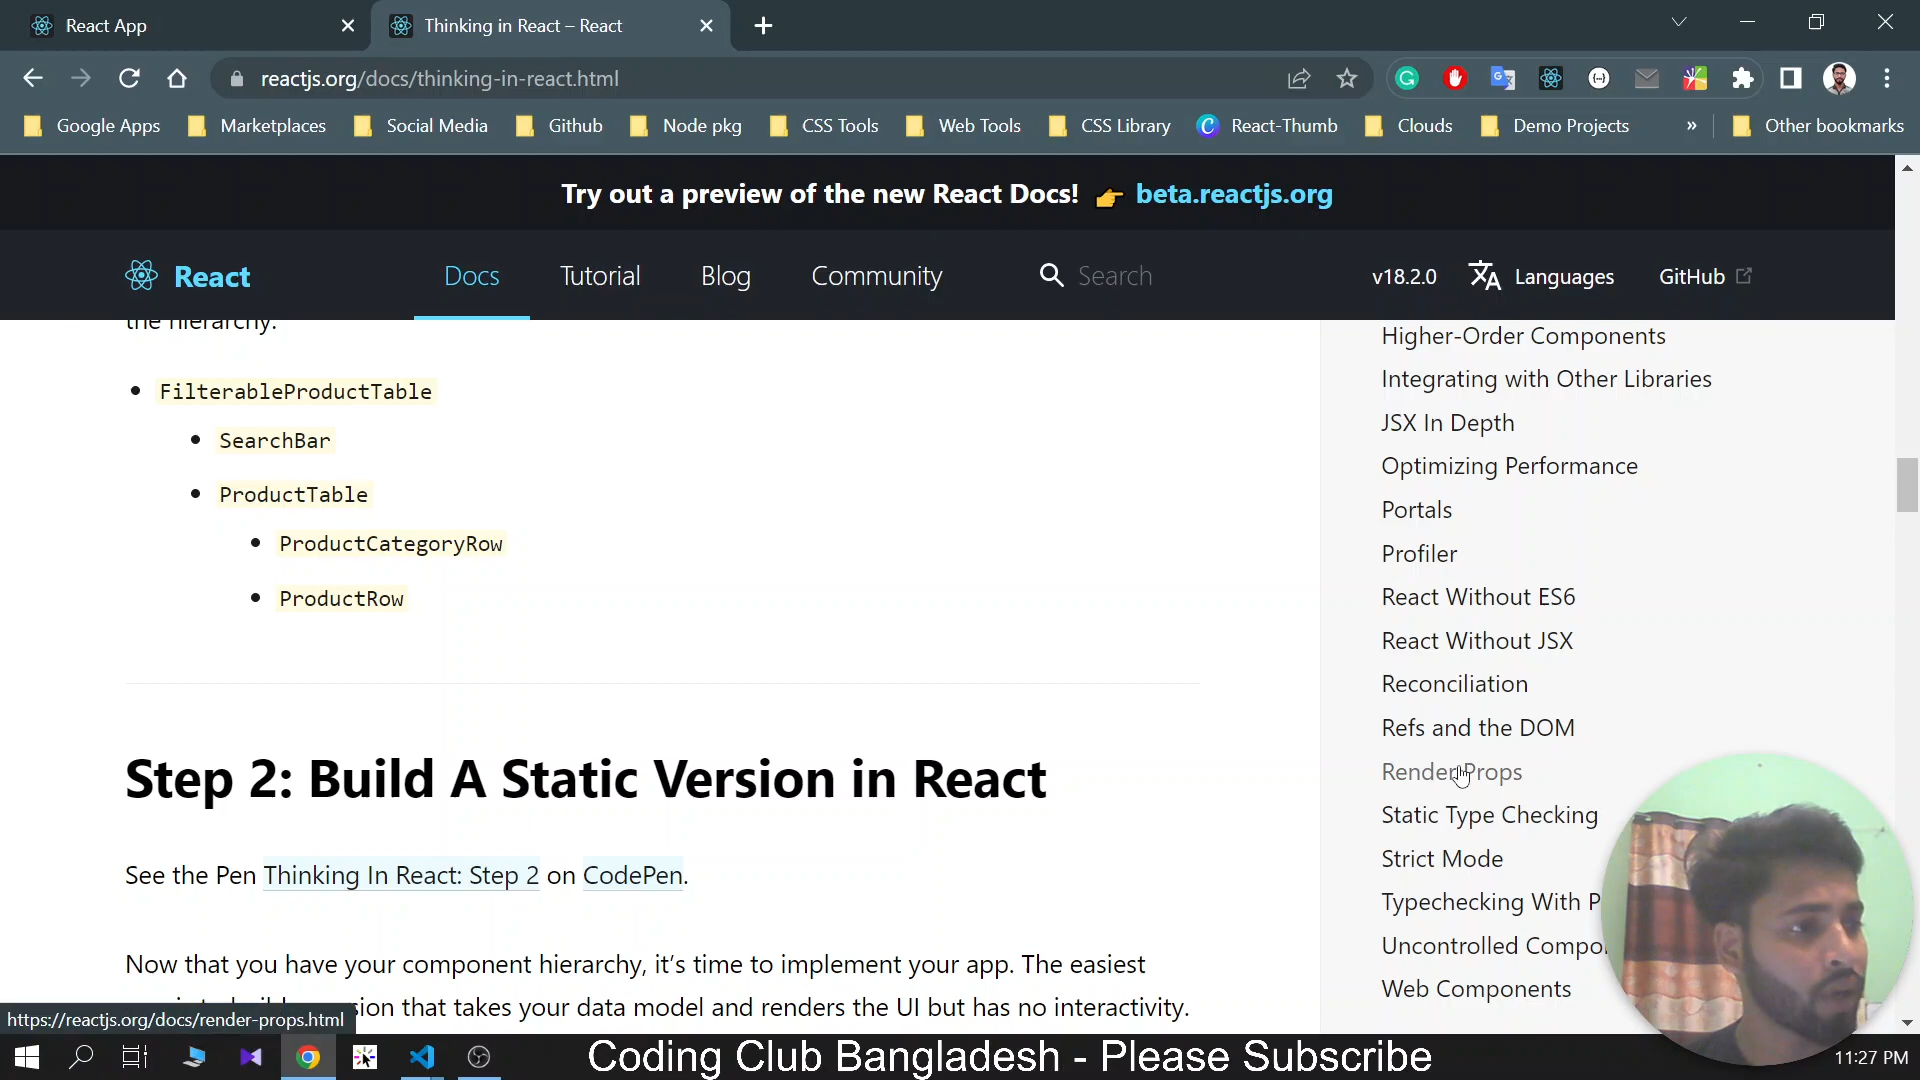 React App
Thinking in React – React
reactjs.org/docs/thinking-in-react.html
Google Apps
Marketplaces
Social Media
Github
Node pkg
CSS Tools
Web Tools
CSS Library
React-Thumb
Clouds
Demo Projects
»
Other bookmarks
Try out a preview of the new React Docs! 👉 beta.reactjs.org
React
Docs
Tutorial
Blog
Community
Search
v18.2.0
Languages
GitHub
the hierarchy.
• FilterableProductTable
• SearchBar
• ProductTable
• ProductCategoryRow
• ProductRow
Step 2: Build A Static Version in React
See the Pen Thinking In React: Step 2 on CodePen.
Now that you have your component hierarchy, it’s time to implement your app. The easiest
sion that takes your data model and renders the UI but has no interactivity.
Higher-Order Components
Integrating with Other Libraries
JSX In Depth
Optimizing Performance
Portals
Profiler
React Without ES6
React Without JSX
Reconciliation
Refs and the DOM
Render Props
Static Type Checking
Strict Mode
Typechecking With P
Uncontrolled Compo
Web Components
https://reactjs.org/docs/render-props.html
Coding Club Bangladesh - Please Subscribe
11:27 PM